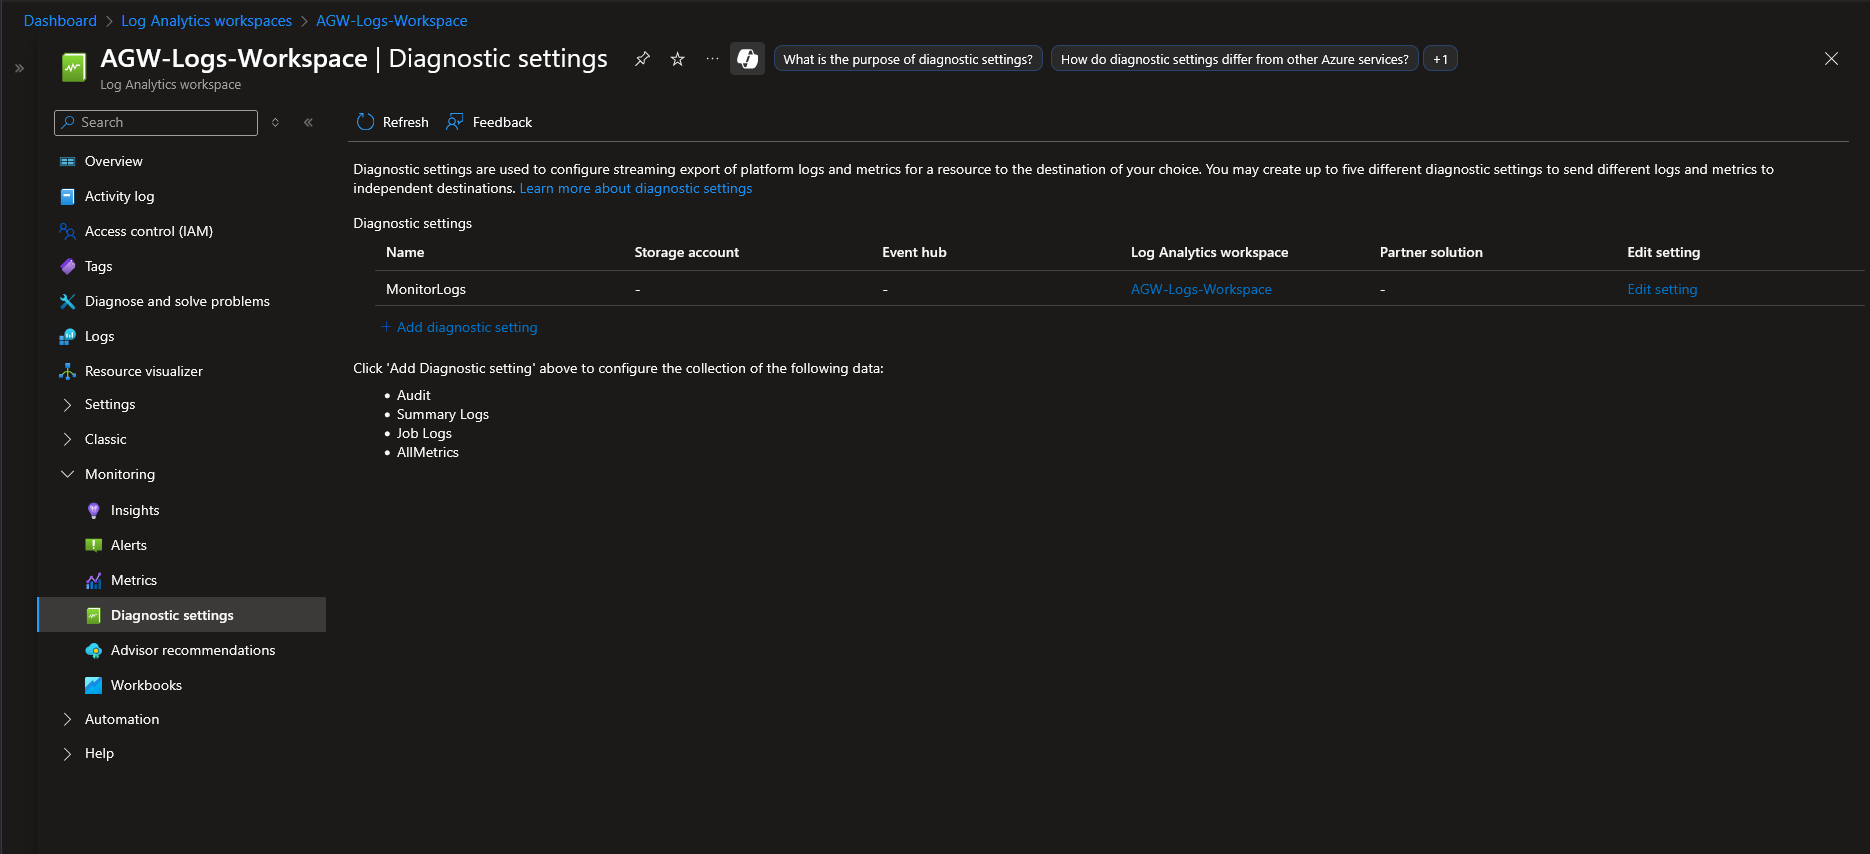 Dashboard > Log Analytics workspaces > AGW-Logs-Workspace
AGW-Logs-Workspace | Diagnostic settings
What is the purpose of diagnostic settings?
How do diagnostic settings differ from other Azure services?
+1
Log Analytics workspace
Search
Overview
Activity log
Access control (IAM)
Tags
Diagnose and solve problems
Logs
Resource visualizer
Settings
Classic
Monitoring
Insights
Alerts
Metrics
Diagnostic settings
Advisor recommendations
Workbooks
Automation
Help
Refresh
Feedback
Diagnostic settings are used to configure streaming export of platform logs and metrics for a resource to the destination of your choice. You may create up to five different diagnostic settings to send different logs and metrics to
independent destinations. Learn more about diagnostic settings
Diagnostic settings
Name Storage account Event hub Log Analytics workspace Partner solution Edit setting
MonitorLogs - - AGW-Logs-Workspace - Edit setting
+ Add diagnostic setting
Click 'Add Diagnostic setting' above to configure the collection of the following data:
• Audit
• Summary Logs
• Job Logs
• AllMetrics